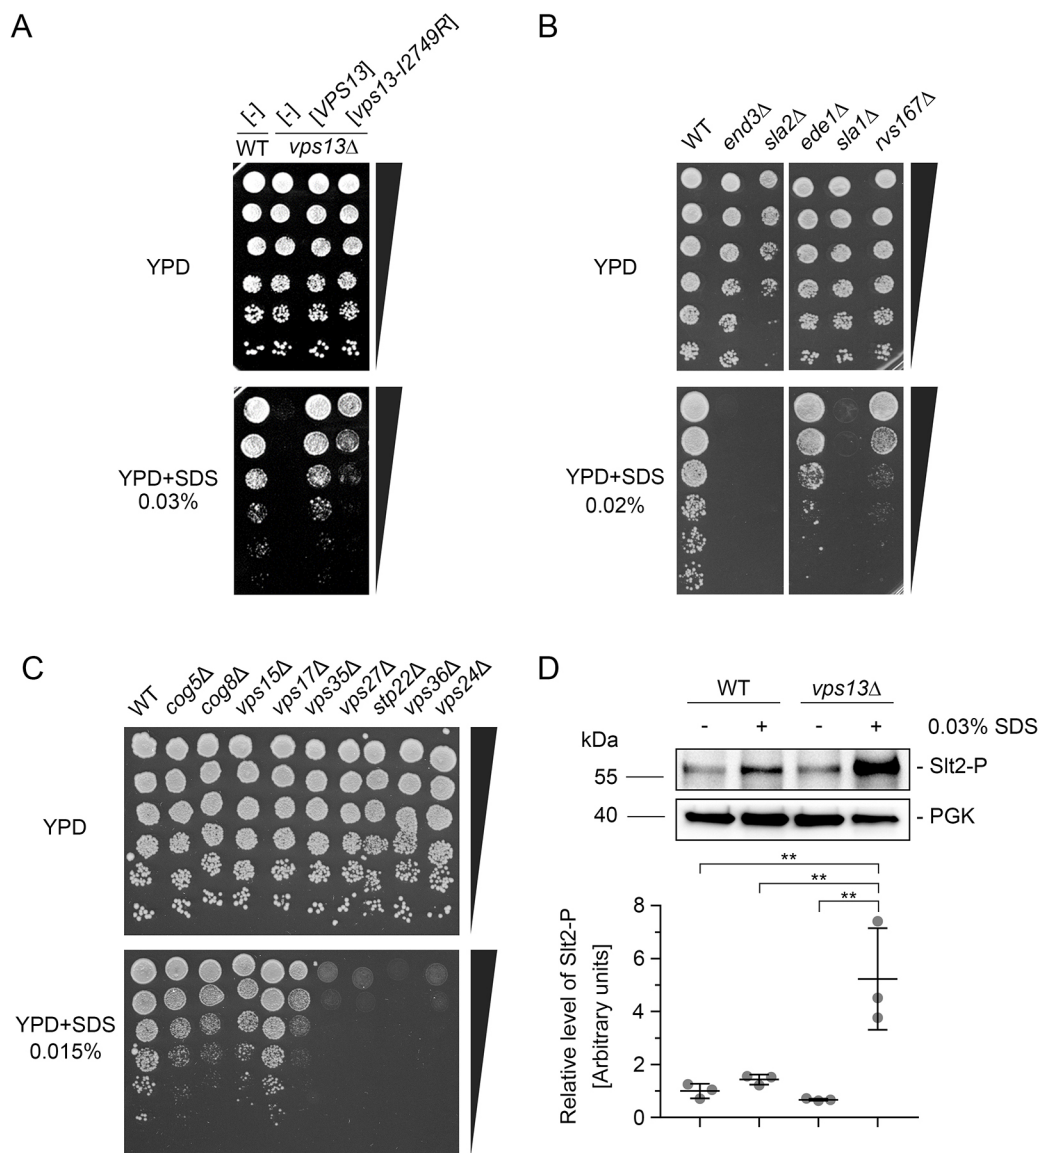 A
[-]
[-]
[VPS13]
[vps13-I2749R]
WT
vps13Δ
YPD
YPD+SDS
0.03%
B
WT
end3Δ
sla2Δ
ede1Δ
sla1Δ
rvs167Δ
YPD
YPD+SDS
0.02%
C
WT
cog5Δ
cog8Δ
vps15Δ
vps17Δ
vps35Δ
vps27Δ
stp22Δ
vps36Δ
vps24Δ
YPD
YPD+SDS
0.015%
D
WT
vps13Δ
- + - + 0.03% SDS
kDa
55
- Slt2-P
40
- PGK
**
**
**
Relative level of Slt2-P
[Arbitrary units]
8
6
4
2
0